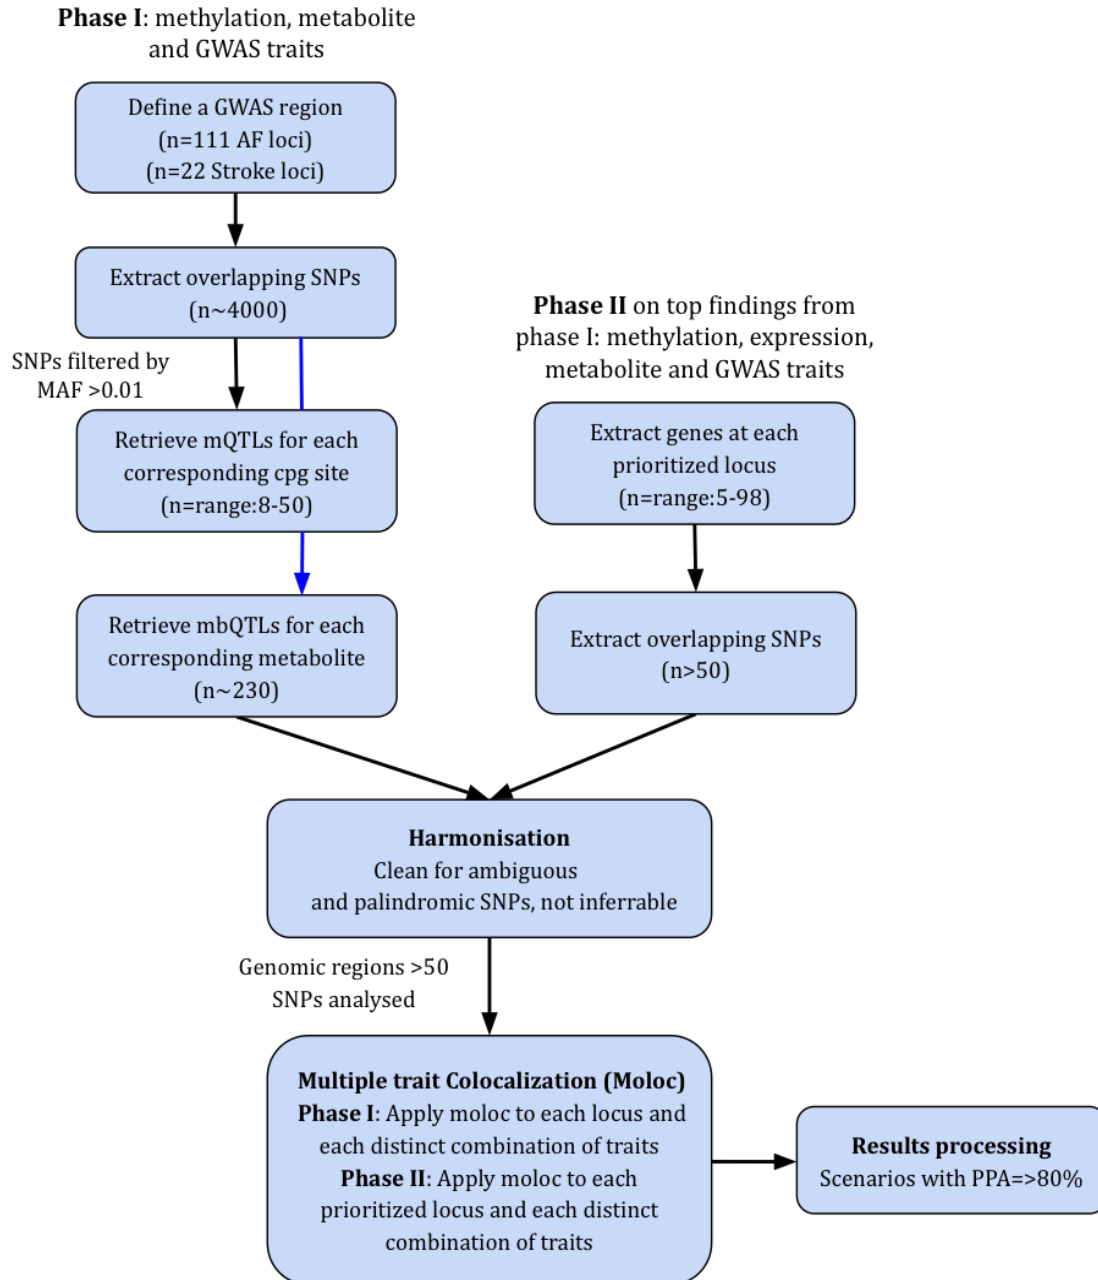 Phase I: methylation, metabolite
and GWAS traits
Define a GWAS region
(n=111 AF loci)
(n=22 Stroke loci)
Extract overlapping SNPs
(n~4000)
SNPs filtered by
MAF >0.01
Retrieve mQTLs for each
corresponding cpg site
(n=range:8-50)
Retrieve mbQTLs for each
corresponding metabolite
(n~230)
Phase II on top findings from
phase I: methylation, expression,
metabolite and GWAS traits
Extract genes at each
prioritized locus
(n=range:5-98)
Extract overlapping SNPs
(n>50)
Harmonisation
Clean for ambiguous
and palindromic SNPs, not inferrable
Genomic regions >50
SNPs analysed
Multiple trait Colocalization (Moloc)
Phase I: Apply moloc to each locus and
each distinct combination of traits
Phase II: Apply moloc to each
prioritized locus and each distinct
combination of traits
Results processing
Scenarios with PPA=>80%